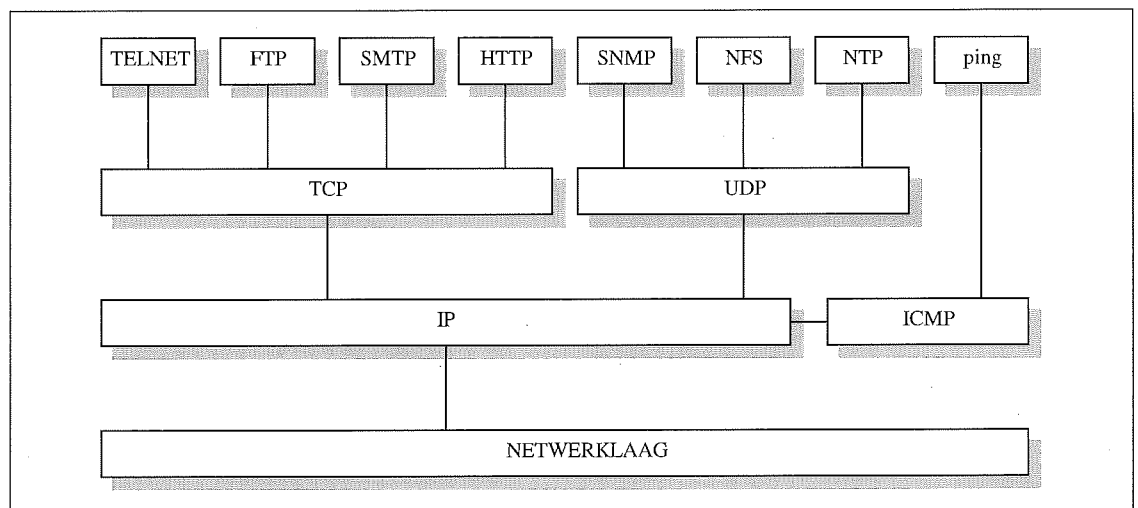 TELNET FTP SMTP HTTP SNMP NFS NTP ping
TCP UDP
IP ICMP
NETWERKLAAG